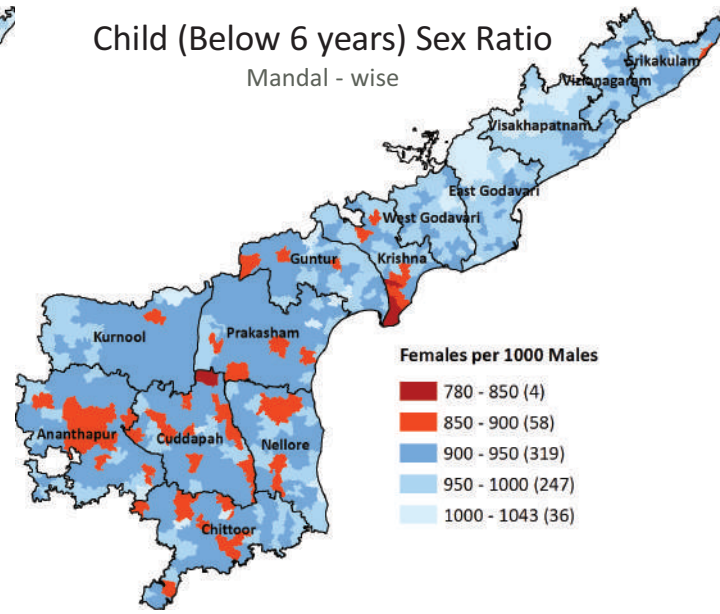 Child (Below 6 years) Sex Ratio
Mandal - wise
Srikakulam
Vizianagaram
Visakhapatnam
East Godavari
West Godavari
Krishna
Guntur
Prakasham
Kurnool
Ananthapur
Cuddapah
Nellore
Chittoor
Females per 1000 Males
780 - 850 (4)
850 - 900 (58)
900 - 950 (319)
950 - 1000 (247)
1000 - 1043 (36)